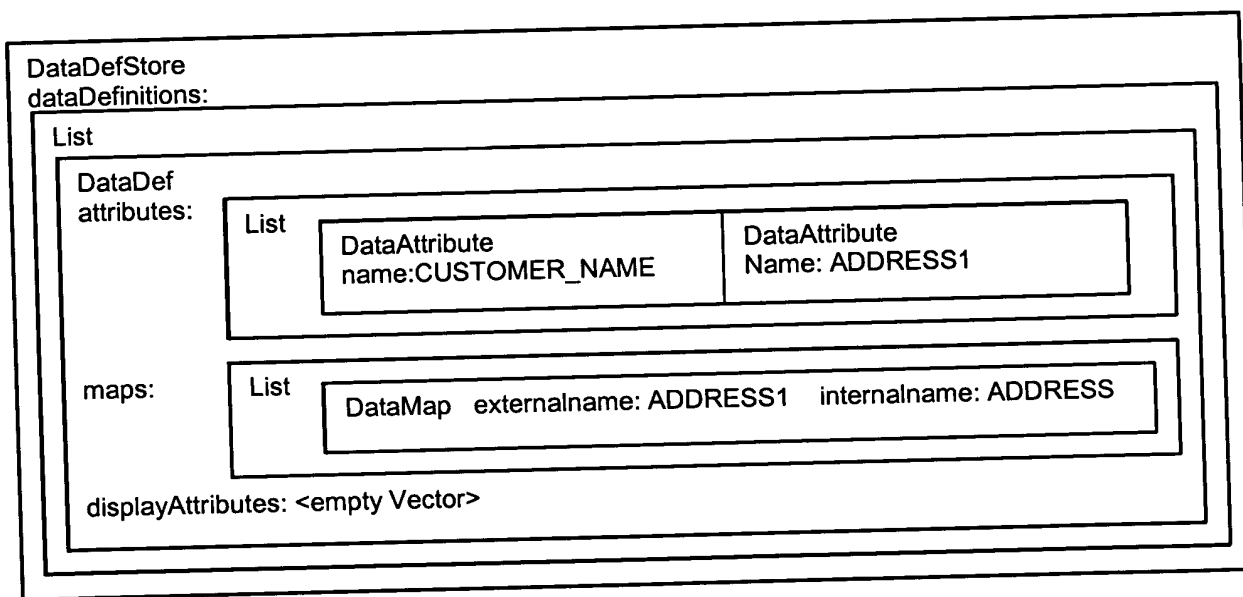 DataDefStore
dataDefinitions:
List
DataDef
attributes:
List
DataAttribute
name:CUSTOMER_NAME
DataAttribute
Name: ADDRESS1
maps:
List
DataMap externalname: ADDRESS1 internalname: ADDRESS
displayAttributes: <empty Vector>